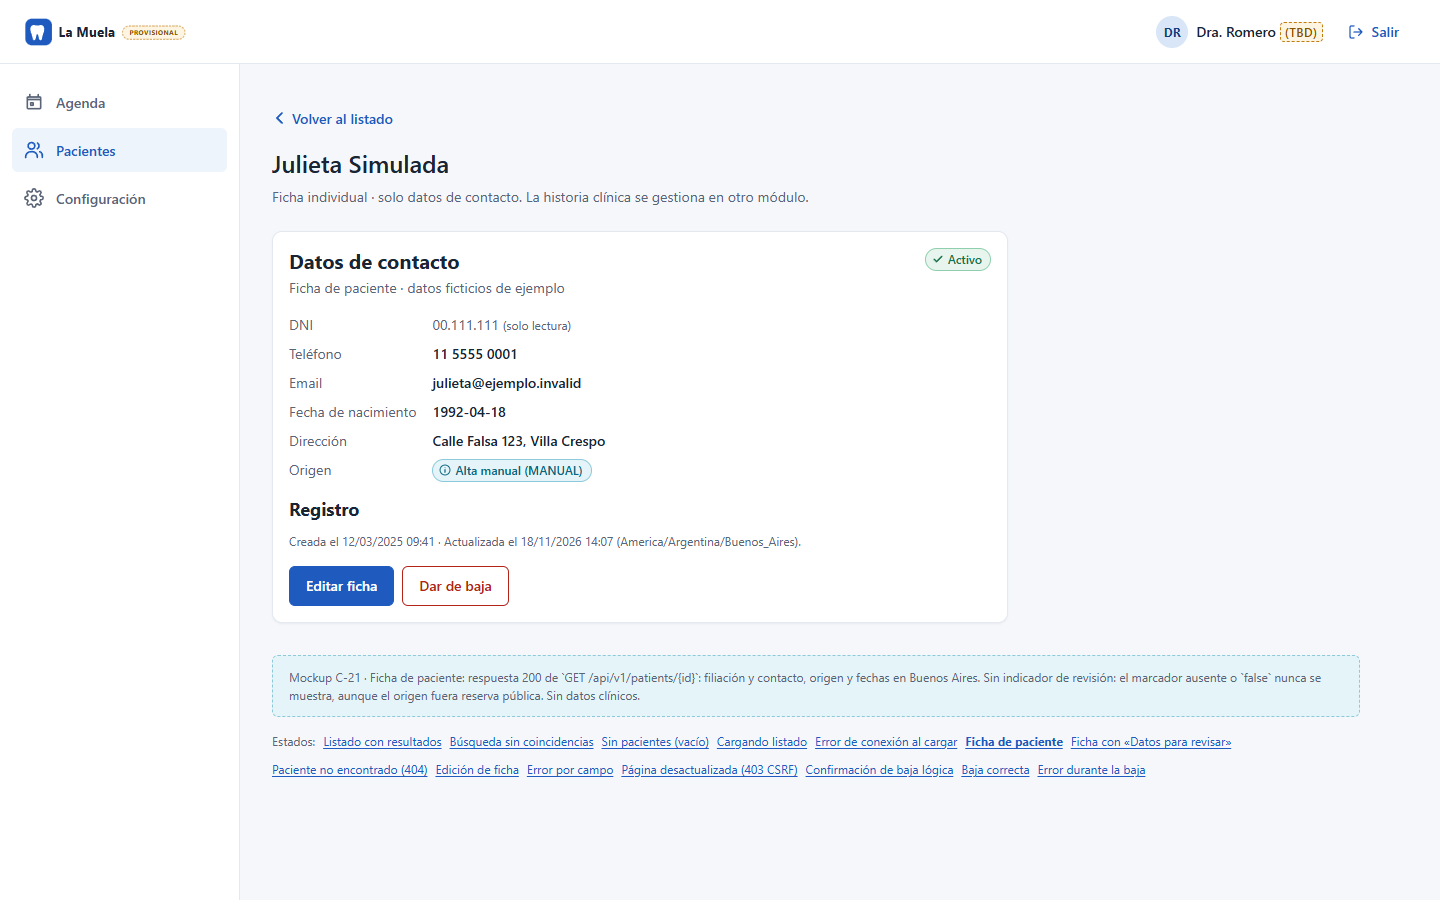 La Muela PROVISIONAL
DR Dra. Romero (TBD) Salir
Agenda
Pacientes
Configuración
Volver al listado
Julieta Simulada
Ficha individual · solo datos de contacto. La historia clínica se gestiona en otro módulo.
Datos de contacto
Activo
Ficha de paciente · datos ficticios de ejemplo
DNI 00.111.111 (solo lectura)
Teléfono 11 5555 0001
Email julieta@ejemplo.invalid
Fecha de nacimiento 1992-04-18
Dirección Calle Falsa 123, Villa Crespo
Origen Alta manual (MANUAL)
Registro
Creada el 12/03/2025 09:41 · Actualizada el 18/11/2026 14:07 (America/Argentina/Buenos_Aires).
Editar ficha Dar de baja
Mockup C-21 · Ficha de paciente: respuesta 200 de `GET /api/v1/patients/{id}`: filiación y contacto, origen y fechas en Buenos Aires. Sin indicador de revisión: el marcador ausente o `false` nunca se
muestra, aunque el origen fuera reserva pública. Sin datos clínicos.
Estados: Listado con resultados Búsqueda sin coincidencias Sin pacientes (vacío) Cargando listado Error de conexión al cargar Ficha de paciente Ficha con «Datos para revisar»
Paciente no encontrado (404) Edición de ficha Error por campo Página desactualizada (403 CSRF) Confirmación de baja lógica Baja correcta Error durante la baja